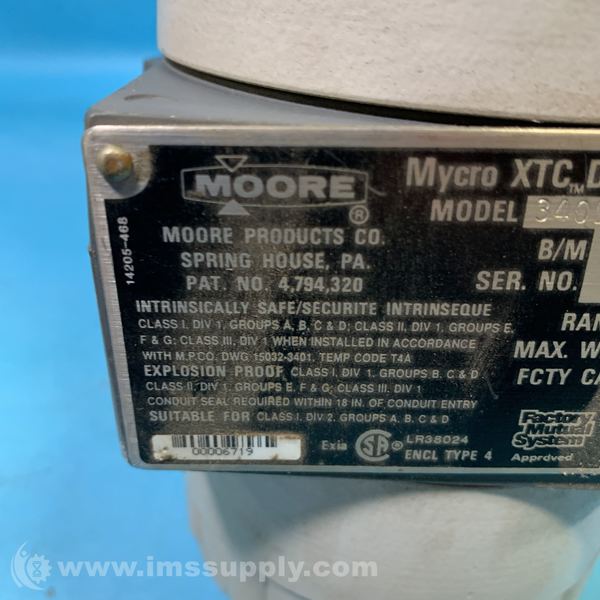 MOORE ®
Mycro XTC™ D
MODEL 340
MOORE PRODUCTS CO.
SPRING HOUSE, PA.
PAT. NO. 4,794,320
B/M
SER. NO.
14205-468
INTRINSICALLY SAFE/SECURITE INTRINSEQUE
CLASS I, DIV 1, GROUPS A, B, C & D; CLASS II, DIV 1, GROUPS E,
F & G; CLASS III, DIV 1 WHEN INSTALLED IN ACCORDANCE
WITH M.P.CO. DWG 15032-3401. TEMP CODE T4A
EXPLOSION PROOF CLASS I, DIV 1, GROUPS B, C & D
CLASS II, DIV 1, GROUPS E, F & G; CLASS III, DIV 1
CONDUIT SEAL REQUIRED WITHIN 18 IN. OF CONDUIT ENTRY
SUITABLE FOR CLASS I, DIV 2, GROUPS A, B, C & D
RAN
MAX. W
FCTY CA
00006719
Exia SA ® LR38024
ENCL TYPE 4
Factory
Mutual
System
Approved
© www.imssupply.com